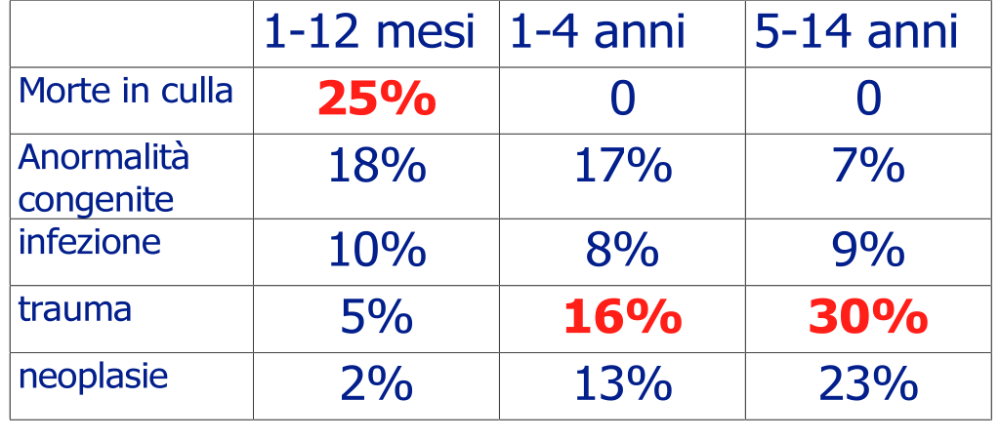 1-12 mesi 1-4 anni 5-14 anni
Morte in culla 25% 0 0
Anormalità 18% 17% 7%
congenite
infezione 10% 8% 9%
trauma 5% 16% 30%
neoplasie 2% 13% 23%